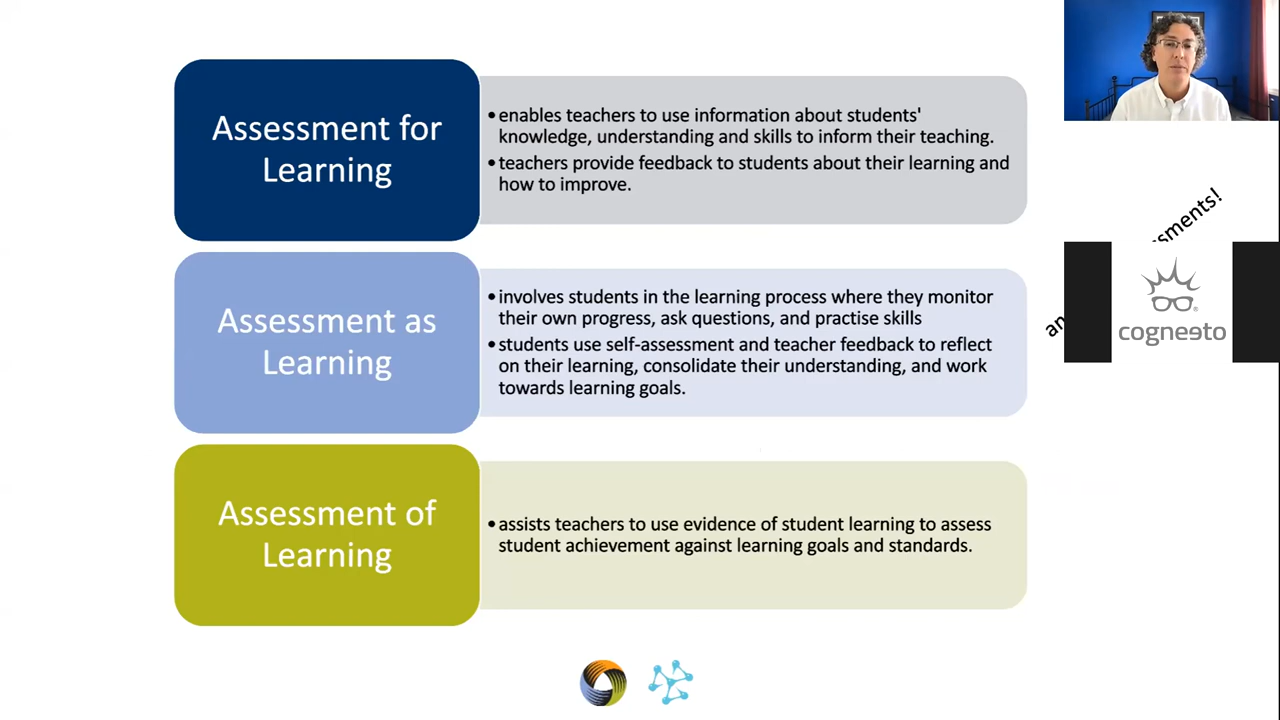 Assessment for
Learning
•enables teachers to use information about students'
knowledge, understanding and skills to inform their teaching.
•teachers provide feedback to students about their learning and
how to improve.
Assessment as
Learning
•involves students in the learning process where they monitor
their own progress, ask questions, and practise skills
•students use self-assessment and teacher feedback to reflect
on their learning, consolidate their understanding, and work
towards learning goals.
Assessment of
Learning
•assists teachers to use evidence of student learning to assess
student achievement against learning goals and standards.
cogneeto